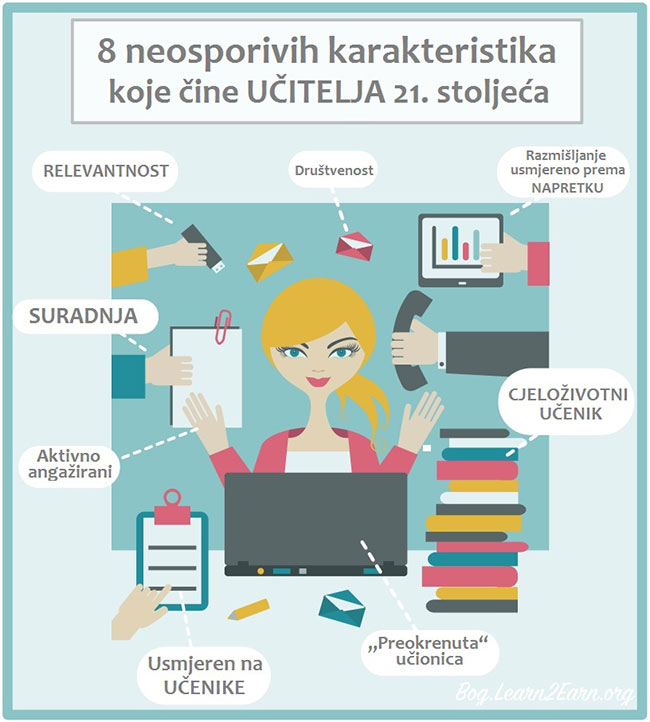 8 neosporivih karakteristika
koje čine UČITELJA 21. stoljeća
RELEVANTNOST
Društvenost
Razmišljanje
usmjereno prema
NAPRETKU
SURADNJA
CJELOŽIVOTNI
UČENIK
Aktivno
angažirani
Usmjeren na
UČENIKE
„Preokrenuta“
učionica
Bog.Learn2Earn.org